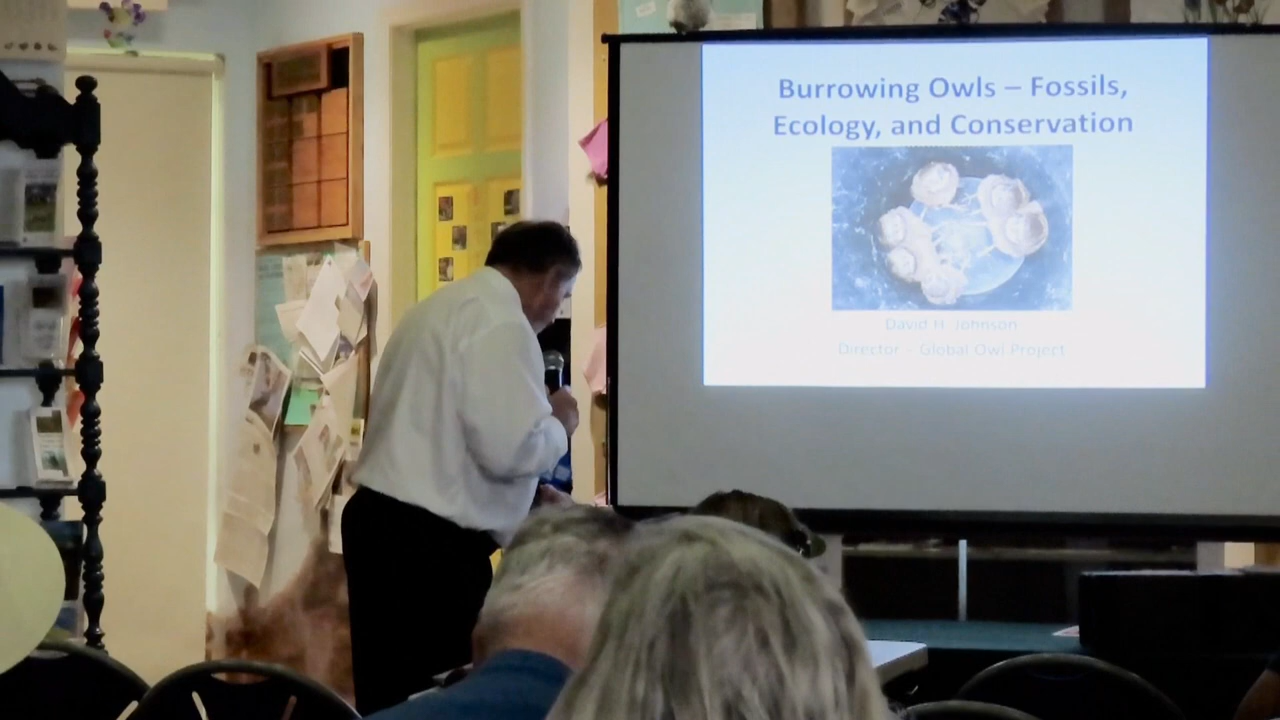 Burrowing Owls – Fossils,
Ecology, and Conservation
David H. Johnson
Director - Global Owl Project